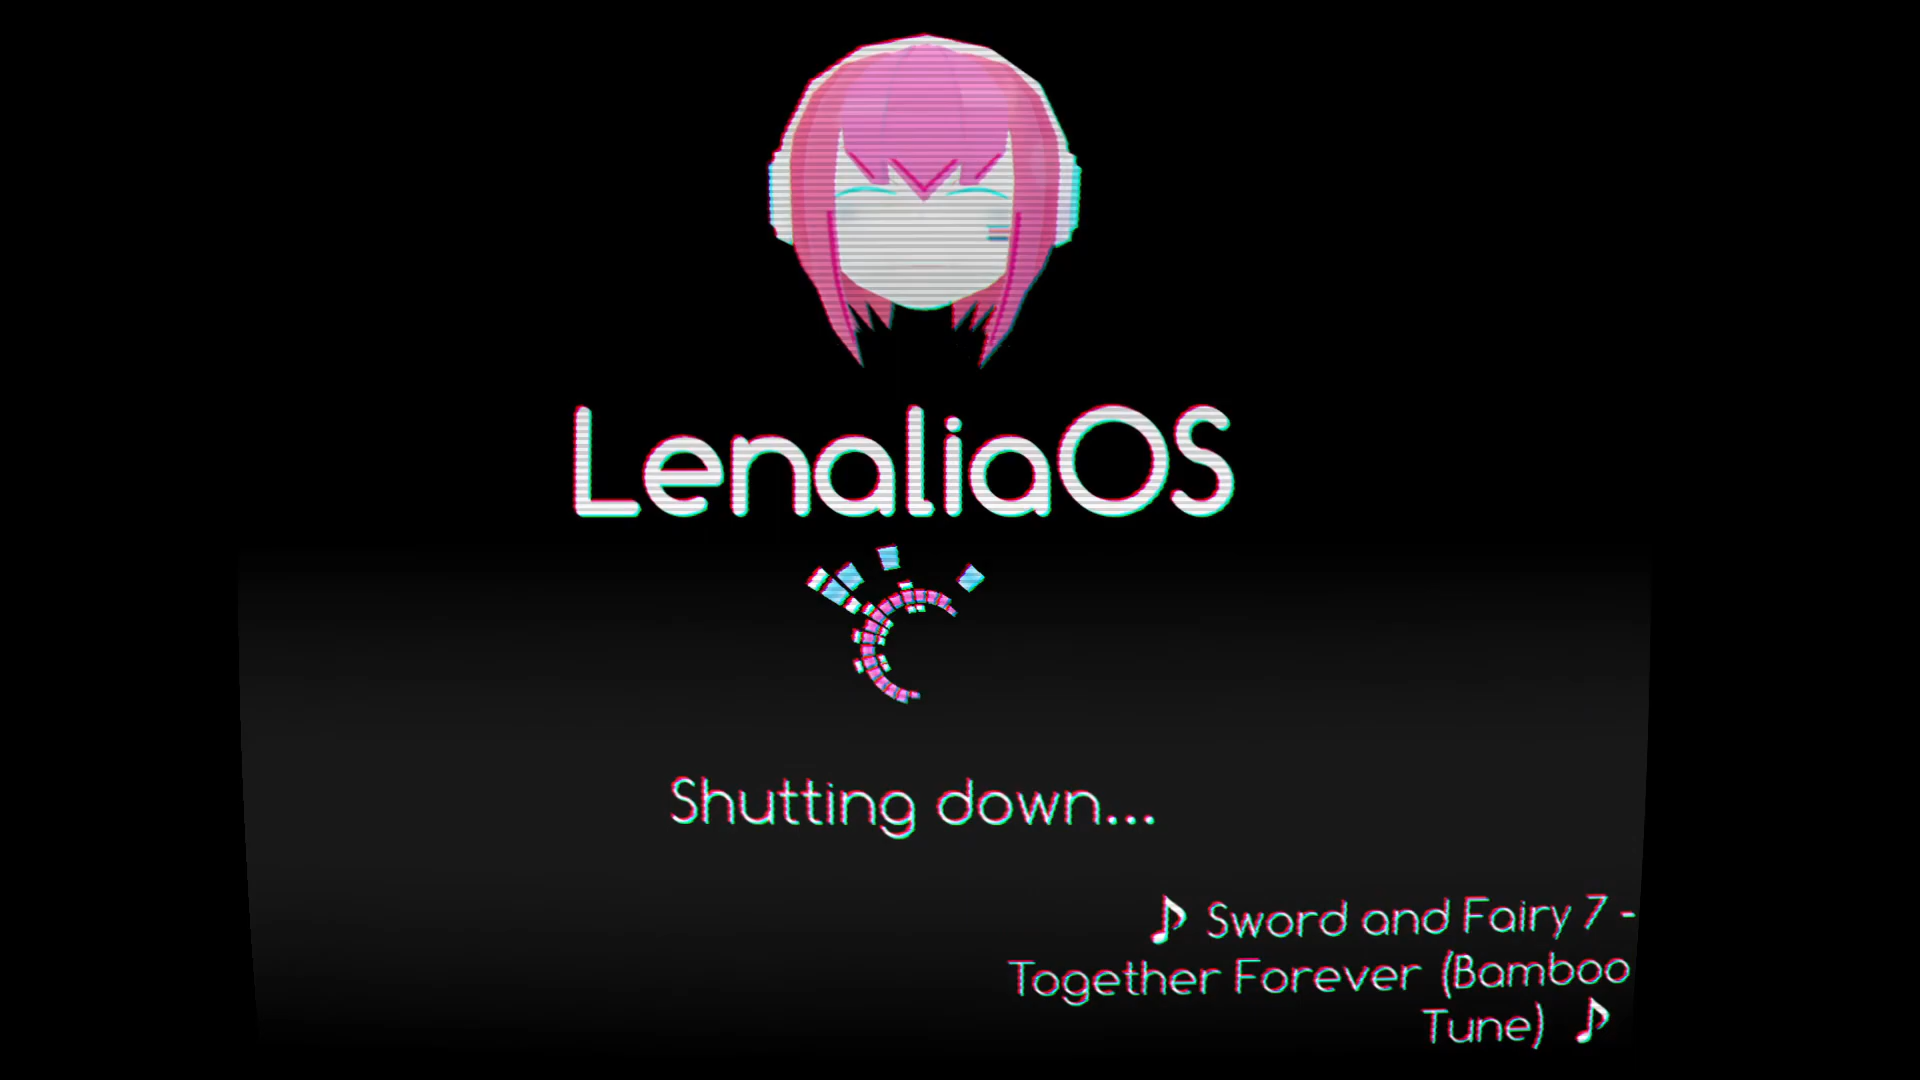 LenaliaOS
Shutting down...
♪ Sword and Fairy 7 -
Together Forever (Bamboo
Tune) ♪